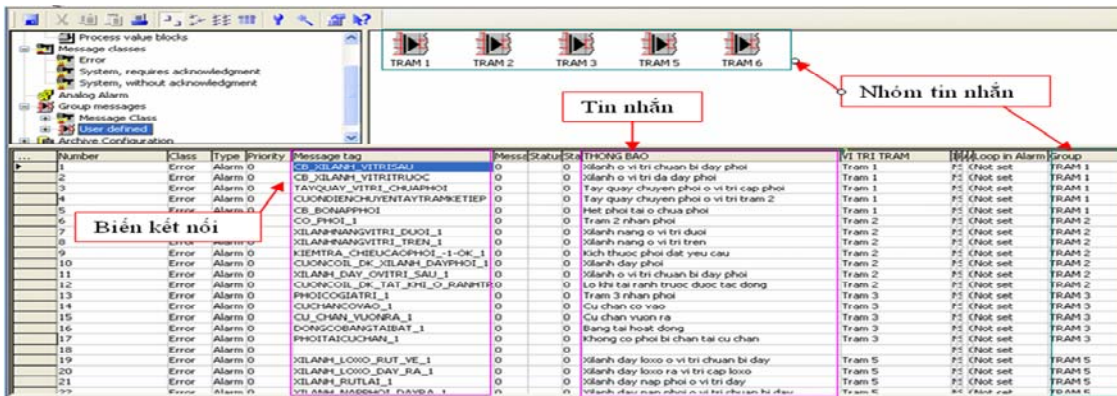 Process value blocks
Message classes
Error
System, requires acknowledgment
System, without acknowledgment
Analog Alarm
Group messages
Message Class
User defined
Archive Configuration
TRAM 1 TRAM 2 TRAM 3 TRAM 5 TRAM 6
Nhóm tin nhắn
Tin nhắn
... Number Class Type Priority Message tag Messa Status Sta THONG BAO VI TRI TRAM Loop in Alarm Group
1 Error Alarm 0 CB_XILANH_VITRISAU 0 0 Xilanh o vi tri chuan bi day phoi Tram 1 (Not set TRAM 1
2 Error Alarm 0 CB_XILANH_VITRITRUOC 0 0 Xilanh o vi tri da day phoi Tram 1 (Not set TRAM 1
3 Error Alarm 0 TAYQUAY_VITRI_CHUAPHOI 0 0 Tay quay chuyen phoi o vi tri cap phoi Tram 1 (Not set TRAM 1
4 Error Alarm 0 CUONDIENCHUYENTAYTRAMKETIEP 0 0 Tay quay chuyen phoi o vi tri tram 2 Tram 1 (Not set TRAM 1
5 Error Alarm 0 CB_BONAPPHOI 0 0 Het phoi tai o chua phoi Tram 1 (Not set TRAM 1
6 CO_PHOI_1 0 0 Tram 2 nhan phoi Tram 2 (Not set TRAM 2
Biến kết nối
7 XILANHNANGVITRI_DUOI_1 0 0 Xilanh nang o vi tri duoi Tram 2 (Not set TRAM 2
8 XILANHNANGVITRI_TREN_1 0 0 Xilanh nang o vi tri tren Tram 2 (Not set TRAM 2
9 Error Alarm 0 KIEMTRA_CHIEUCAOPHOI_-1-OK_1 0 0 Kich thuoc phoi dat yeu cau Tram 2 (Not set TRAM 2
10 Error Alarm 0 CUONCOIL_DK_XILANH_DAYPHOI_1 0 0 Xilanh day phoi Tram 2 (Not set TRAM 2
11 Error Alarm 0 XILANH_DAY_OVITRI_SAU_1 0 0 Xilanh o vi tri chuan bi day phoi Tram 2 (Not set TRAM 2
12 Error Alarm 0 CUONCOIL_DK_TAT_KHI_O_RANHTR 0 0 Lo khi tai ranh truoc duoc tac dong Tram 2 (Not set TRAM 2
13 Error Alarm 0 PHOICOGIATRI_1 0 0 Tram 3 nhan phoi Tram 3 (Not set TRAM 3
14 Error Alarm 0 CUCHANCOVAO_1 0 0 Cu chan co vao Tram 3 (Not set TRAM 3
15 Error Alarm 0 CU_CHAN_VUONRA_1 0 0 Cu chan vuon ra Tram 3 (Not set TRAM 3
16 Error Alarm 0 DONGCOBANGTAIBAT_1 0 0 Bang tai hoat dong Tram 3 (Not set TRAM 3
17 Error Alarm 0 PHOITAICUCHAN_1 0 0 Khong co phoi bi chan tai cu chan Tram 3 (Not set TRAM 3
18 Error Alarm 0 0 0 (Not set TRAM 3
19 Error Alarm 0 XILANH_LOXO_RUT_VE_1 0 0 Xilanh day loxo o vi tri chuan bi day Tram 5 (Not set TRAM 5
20 Error Alarm 0 XILANH_LOXO_DAY_RA_1 0 0 Xilanh day loxo ra vi tri cap loxo Tram 5 (Not set TRAM 5
21 Error Alarm 0 XILANH_RUTLAI_1 0 0 Xilanh day nap phoi o vi tri day Tram 5 (Not set TRAM 5